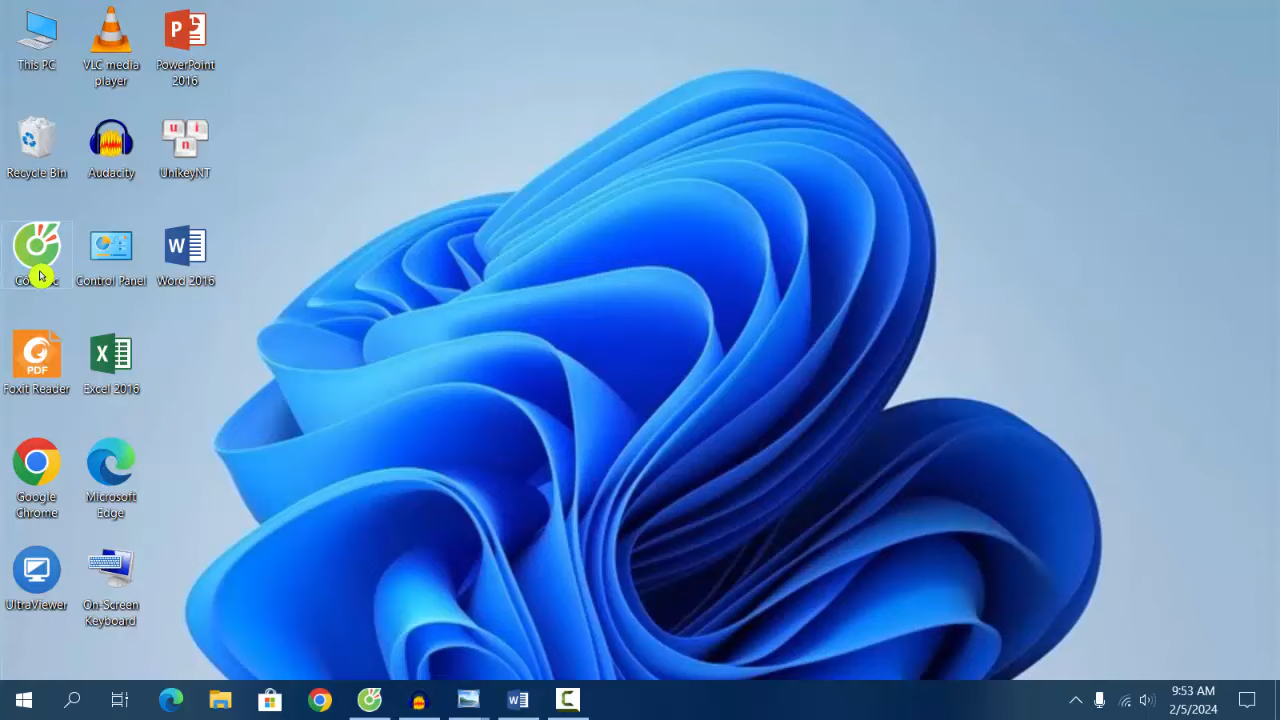 This PC
VLC media
player
PowerPoint
2016
Recycle Bin
Audacity
UnikeyNT
Control Panel
Word 2016
Foxit Reader
Excel 2016
Google
Chrome
Microsoft
Edge
UltraViewer
On-Screen
Keyboard
9:53 AM
2/5/2024